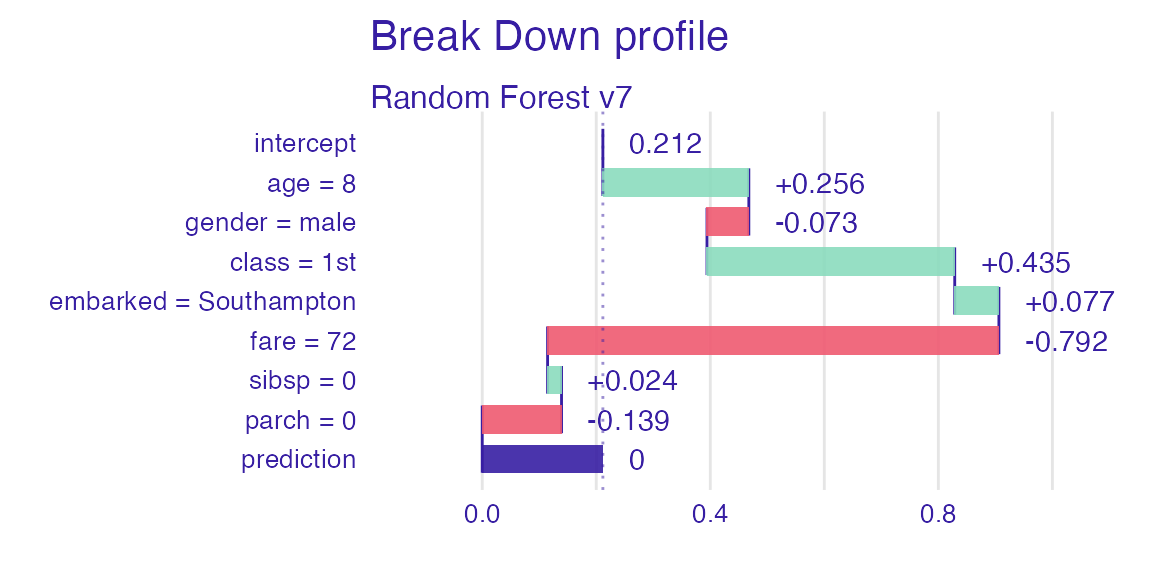 Break Down profile
Random Forest v7
intercept 0.212
age = 8 +0.256
gender = male -0.073
class = 1st +0.435
embarked = Southampton +0.077
fare = 72 -0.792
sibsp = 0 +0.024
parch = 0 -0.139
prediction 0
0.0 0.4 0.8